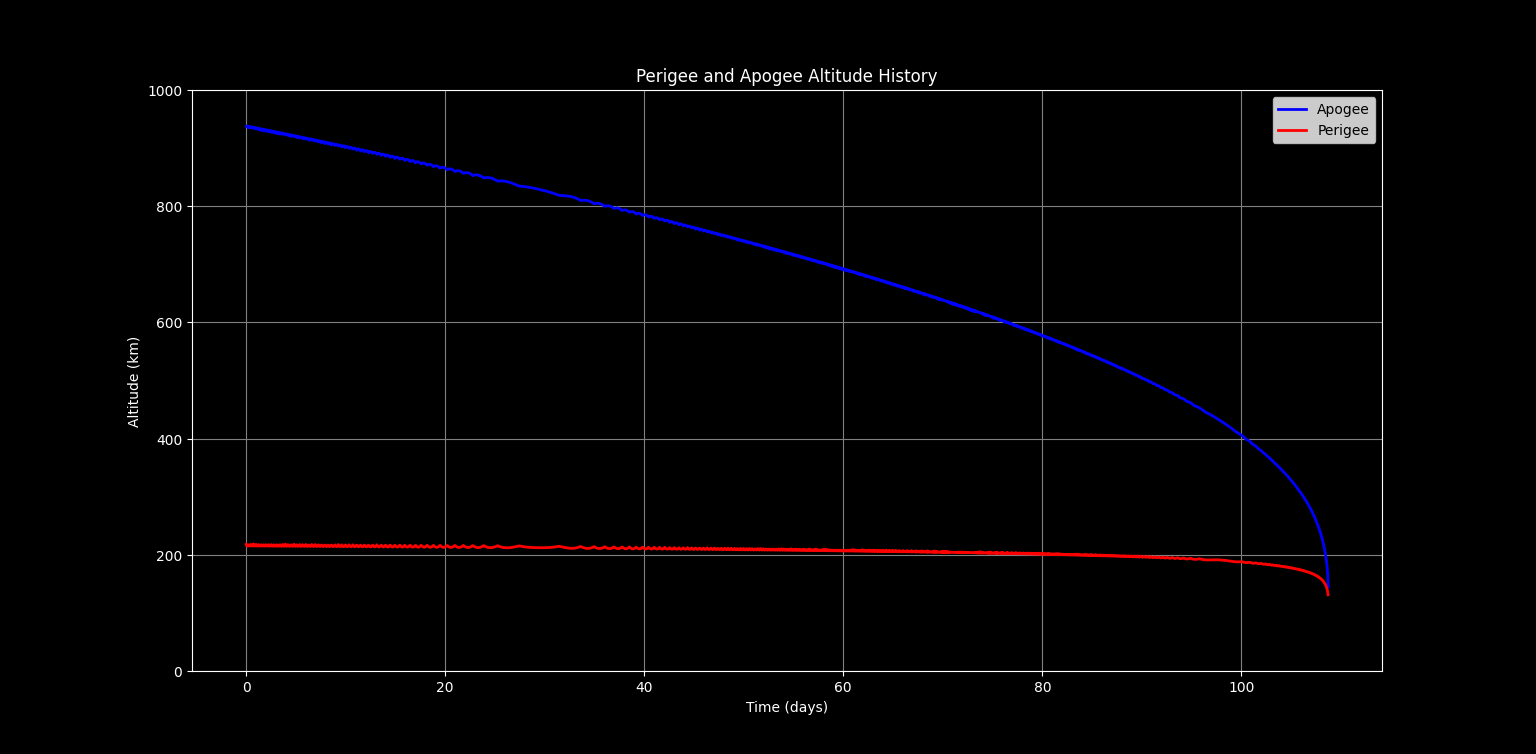 Perigee and Apogee Altitude History
1000
800
600
400
200
0
Altitude (km)
Apogee
Perigee
0 20 40 60 80 100
Time (days)